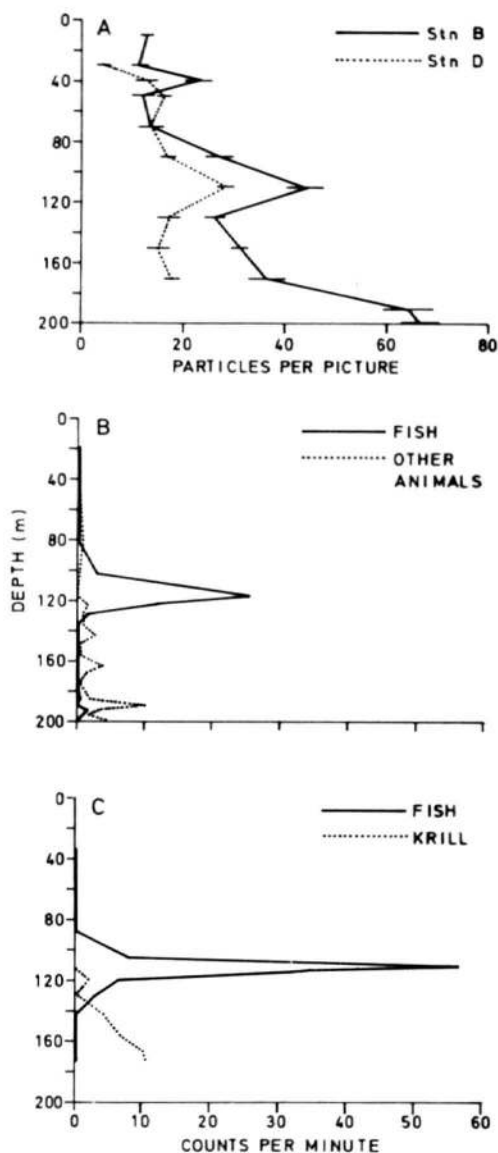 A
Stn B
Stn D
0
40
80
120
160
200
0 20 40 60 80
PARTICLES PER PICTURE
B
FISH
OTHER
ANIMALS
DEPTH (m)
0
40
80
120
160
200
C
FISH
KRILL
0
40
80
120
160
200
0 10 20 30 40 50 60
COUNTS PER MINUTE